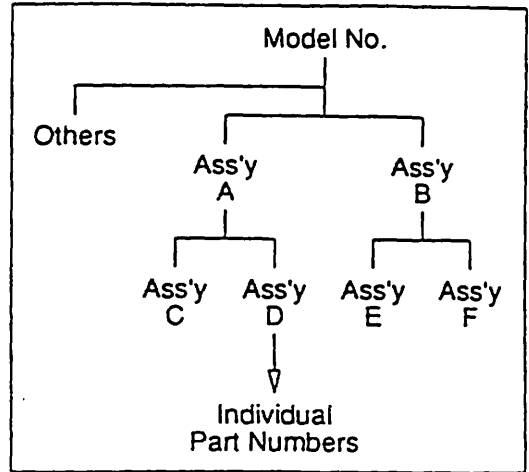 Model No.
Others
Ass'y
A
Ass'y
B
Ass'y
C
Ass'y
D
Ass'y
E
Ass'y
F
Individual
Part Numbers